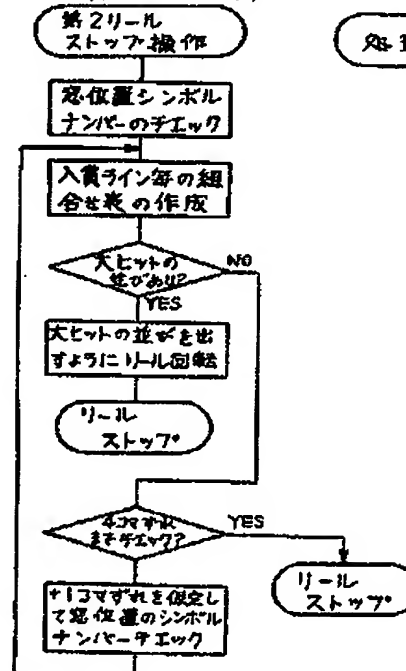 第2リール
ストップ操作
処
窓位置シンボル
ナンバーのチェック
入賞ライン毎の組
合せ表の作成
大ヒットの
並びあり?
NO
YES
大ヒットの並びを出
すようにリール回転
リール
ストップ
4コマずれ
までチェック?
YES
+1コマずれを仮定し
て窓位置のシンボル
ナンバーチェック
リール
ストップ